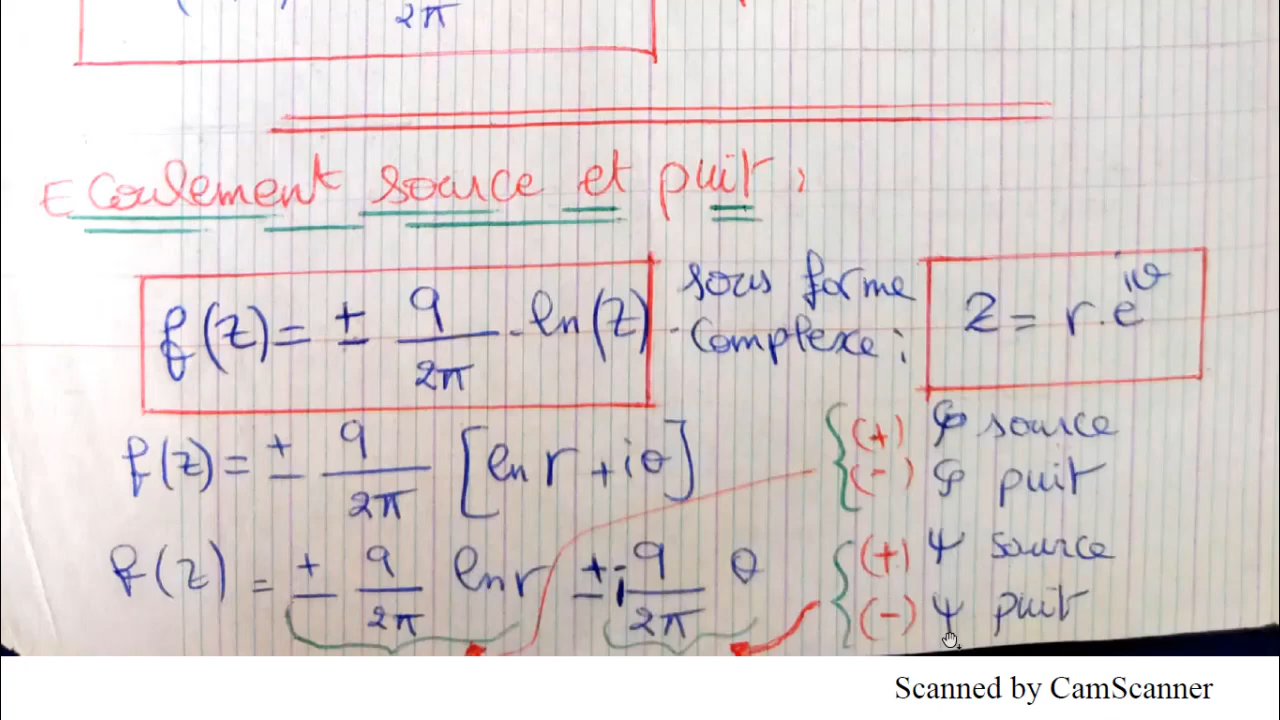 2π
Ecoulement source et puit :
f(z) = ± q/2π . ln(z) . sous forme complexe : z = r.e^iθ
f(z) = ± q/2π [ln r + iθ]
(+) φ source
(-) φ puit
f(z) = ± q/2π ln r ± i q/2π θ
(+) ψ source
(-) ψ puit
Scanned by CamScanner